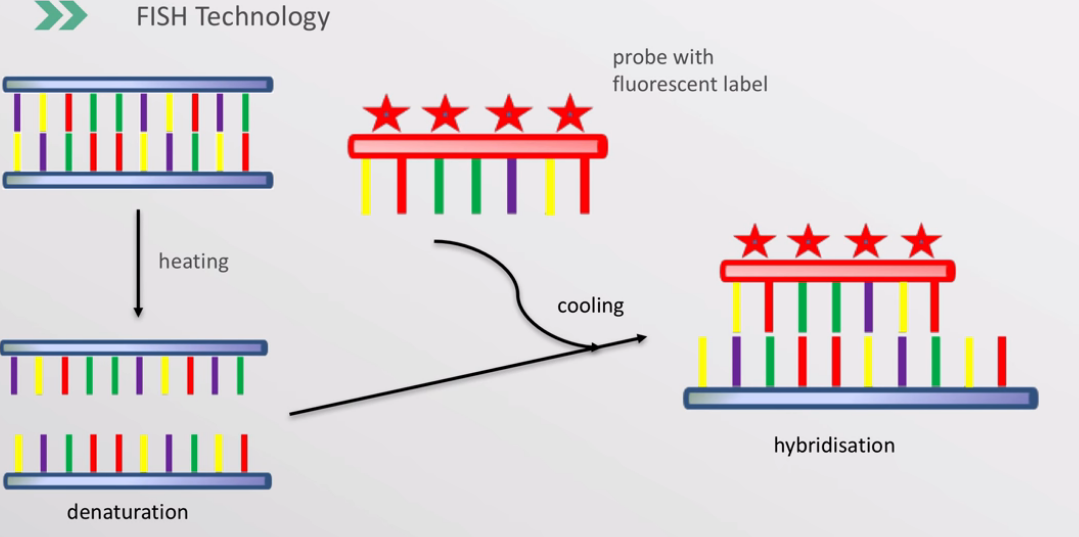 FISH Technology
probe with
fluorescent label
heating
cooling
hybridisation
denaturation